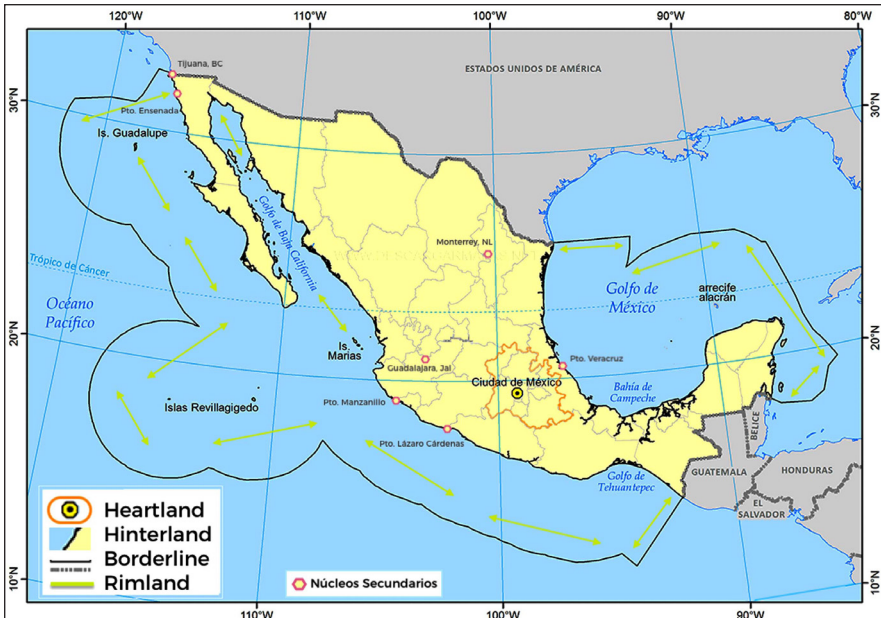 120°W
110°W
100°W
90°W
80°W
Tijuana, BC
ESTADOS UNIDOS DE AMÉRICA
30°N
30°N
Pto. Ensenada
Is. Guadalupe
Golfo de Baja California
Monterrey, NL
Trópico de Cáncer
Golfo de
México
arrecife
alacrán
Océano
Pacífico
20°N
20°N
Is.
Marias
Pto. Veracruz
Guadalajara, Jal
Ciudad de México
Islas Revillagigedo
Pto. Manzanillo
Bahía de
Campeche
Pto. Lázaro Cárdenas
BELICE
Golfo de
Tehuantepec
GUATEMALA
HONDURAS
EL
SALVADOR
Heartland
Hinterland
Borderline
Rimland
Núcleos Secundarios
10°N
10°N
110°W
100°W
90°W